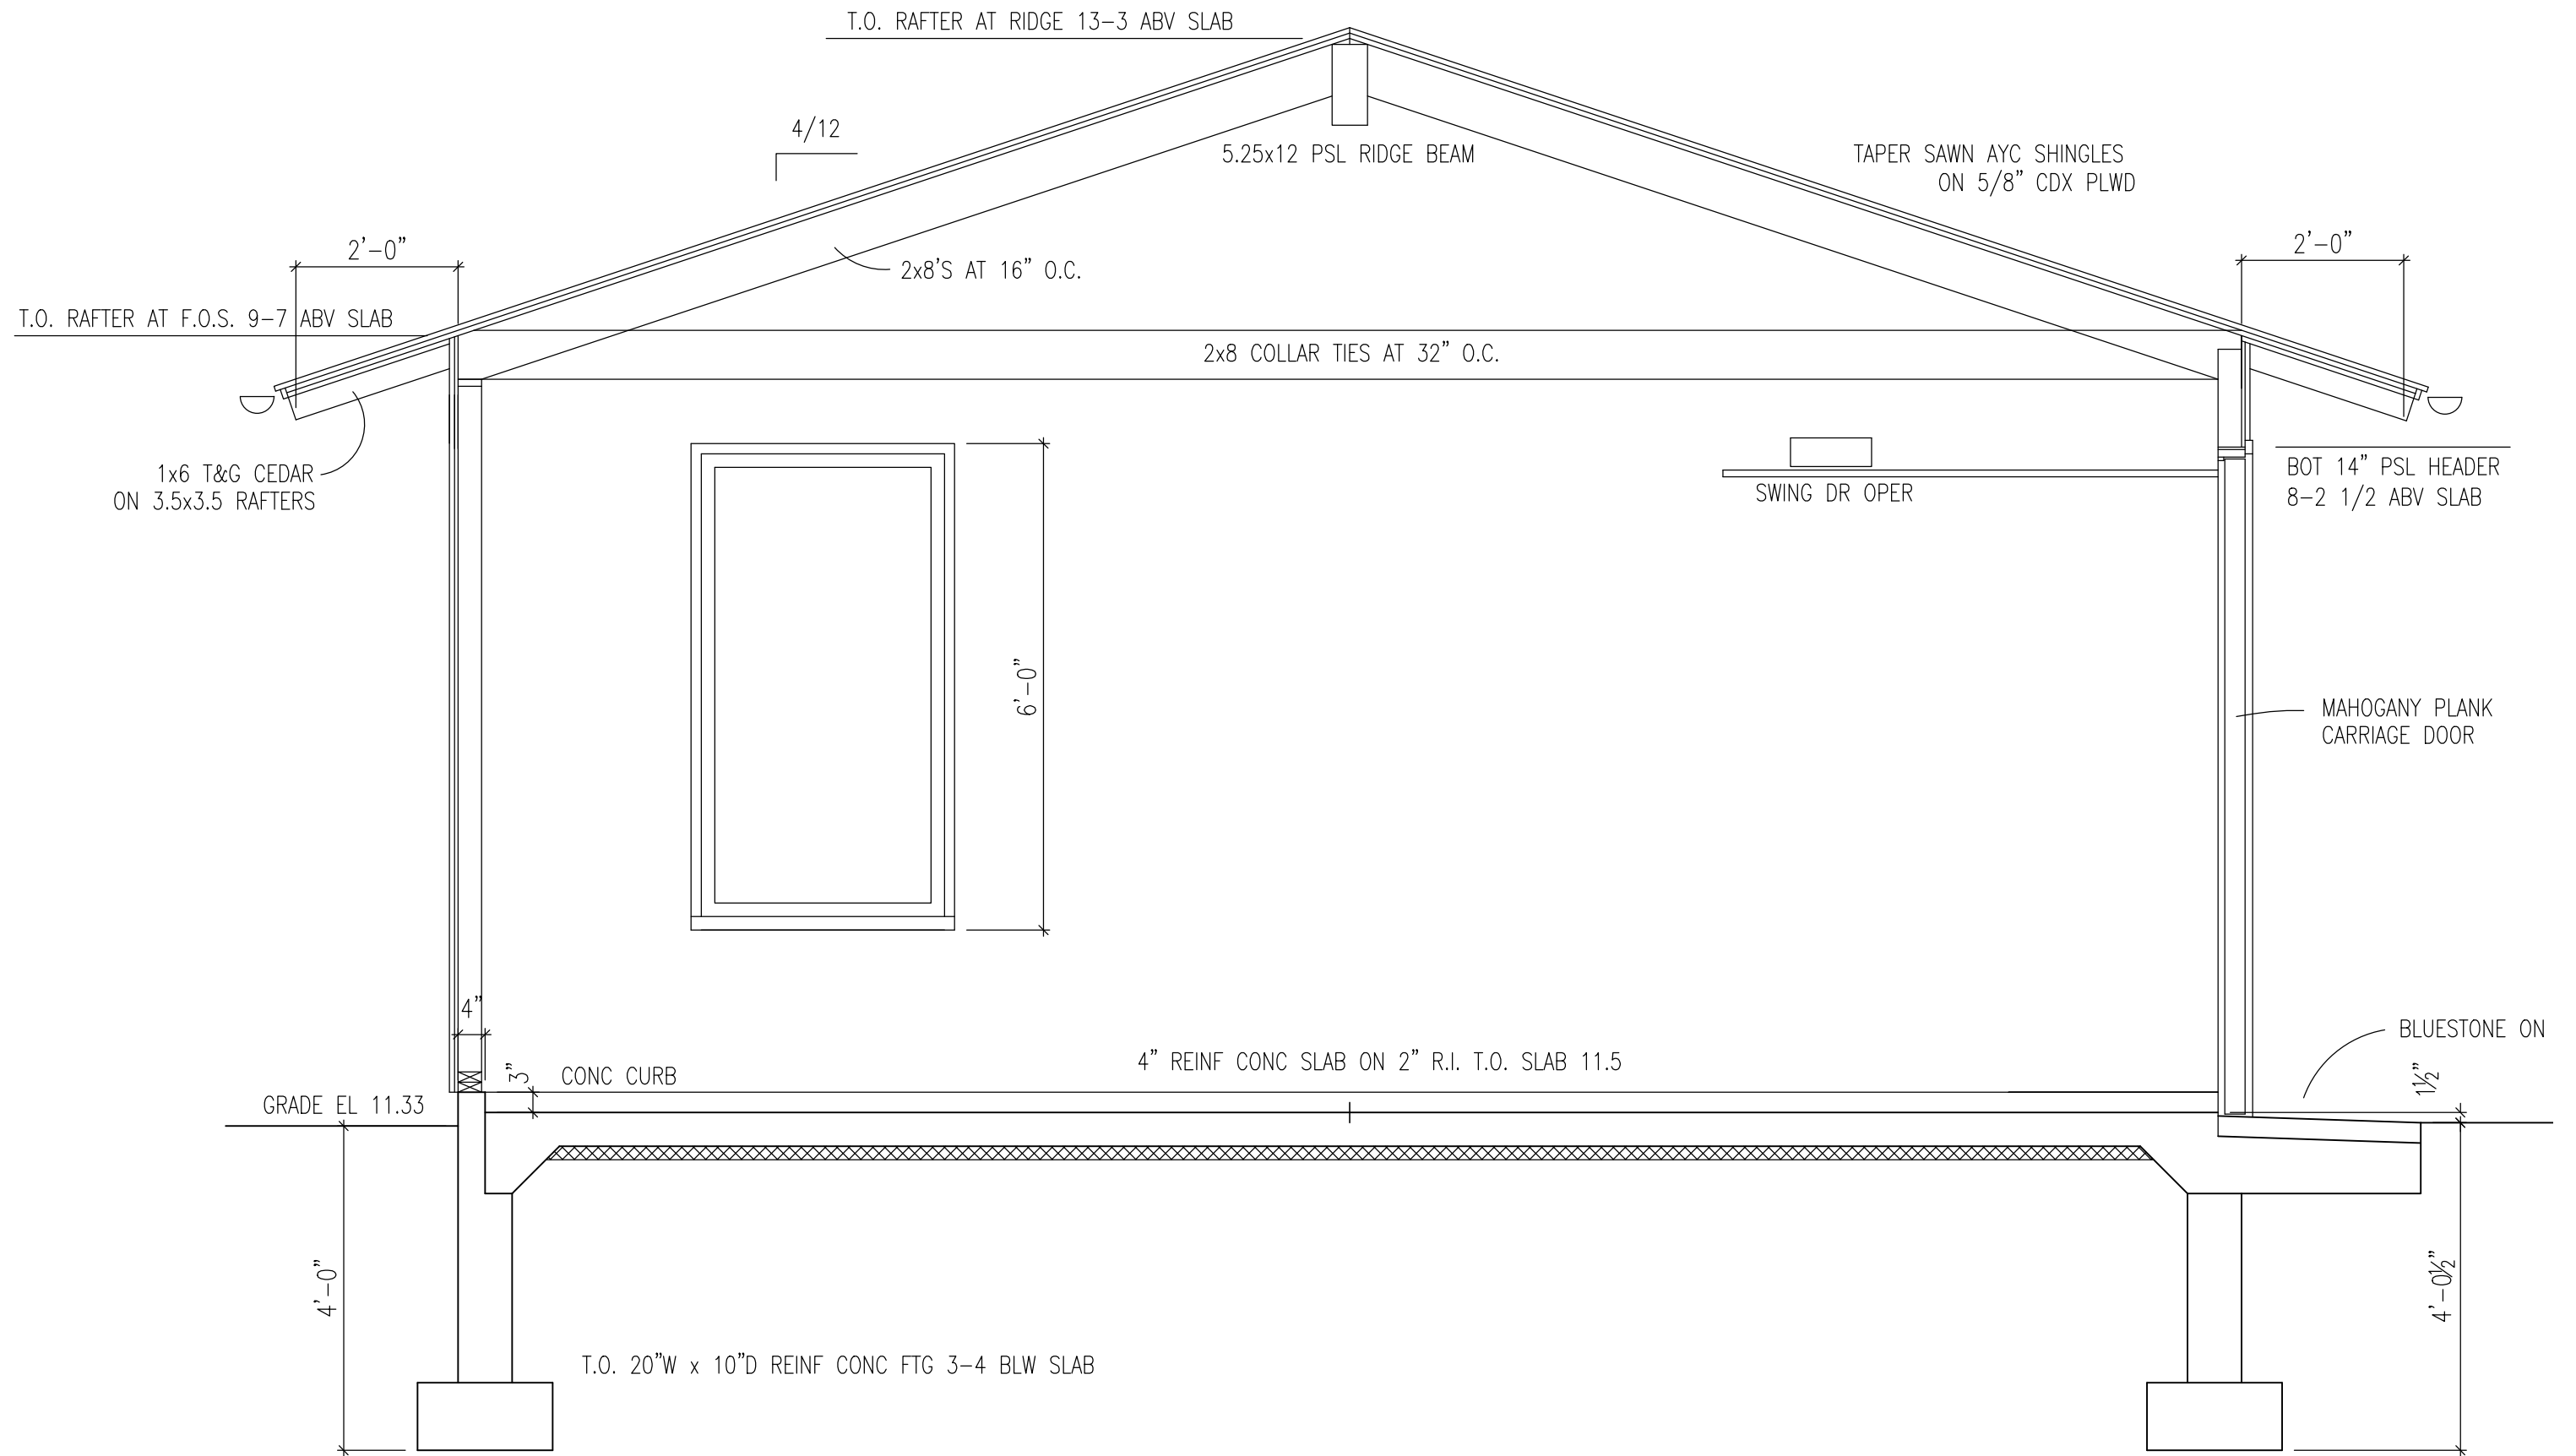 T.O. RAFTER AT RIDGE 13-3 ABV SLAB
4/12
5.25x12 PSL RIDGE BEAM
TAPER SAWN AYC SHINGLES
ON 5/8" CDX PLWD
2'-0"
2'-0"
2x8'S AT 16" O.C.
T.O. RAFTER AT F.O.S. 9-7 ABV SLAB
2x8 COLLAR TIES AT 32" O.C.
1x6 T&G CEDAR
ON 3.5x3.5 RAFTERS
SWING DR OPER
BOT 14" PSL HEADER
8-2 1/2 ABV SLAB
6'-0"
MAHOGANY PLANK
CARRIAGE DOOR
4"
BLUESTONE ON
3"
CONC CURB
4" REINF CONC SLAB ON 2" R.I. T.O. SLAB 11.5
1½"
GRADE EL 11.33
4'-0"
4'-0½"
T.O. 20"W x 10"D REINF CONC FTG 3-4 BLW SLAB